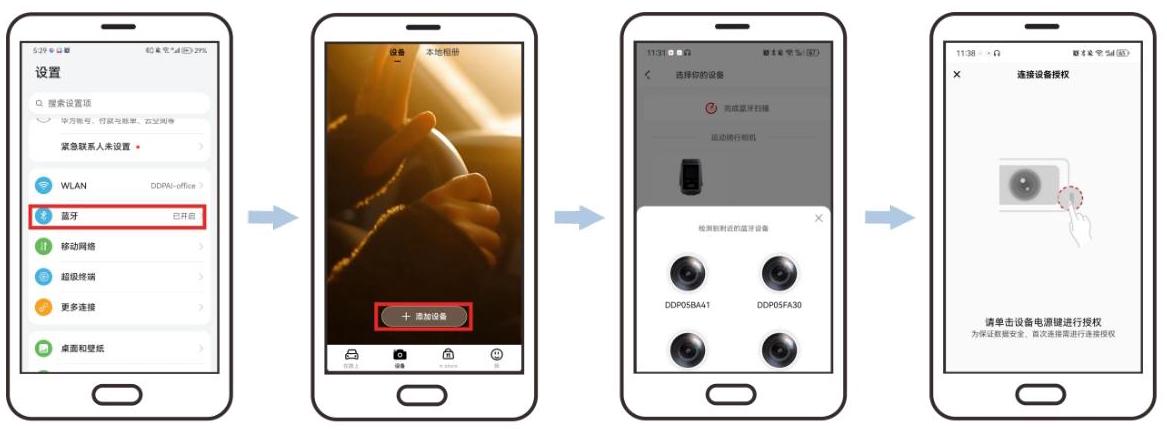 5:29
29%
设置
搜索设置项
华为账号、付款与账单、云空间等
紧急联系人未设置
WLAN
DDPAI-office
蓝牙
已开启
移动网络
超级终端
更多连接
桌面和壁纸
设备
本地相册
+ 添加设备
在路上
设备
我
11:31
67
选择你的设备
完成蓝牙扫描
运动骑行相机
检测到附近的蓝牙设备
DDP05BA41
DDP05FA30
11:38
65
连接设备授权
请单击设备电源键进行授权
为保证数据安全、首次连接需进行连接授权